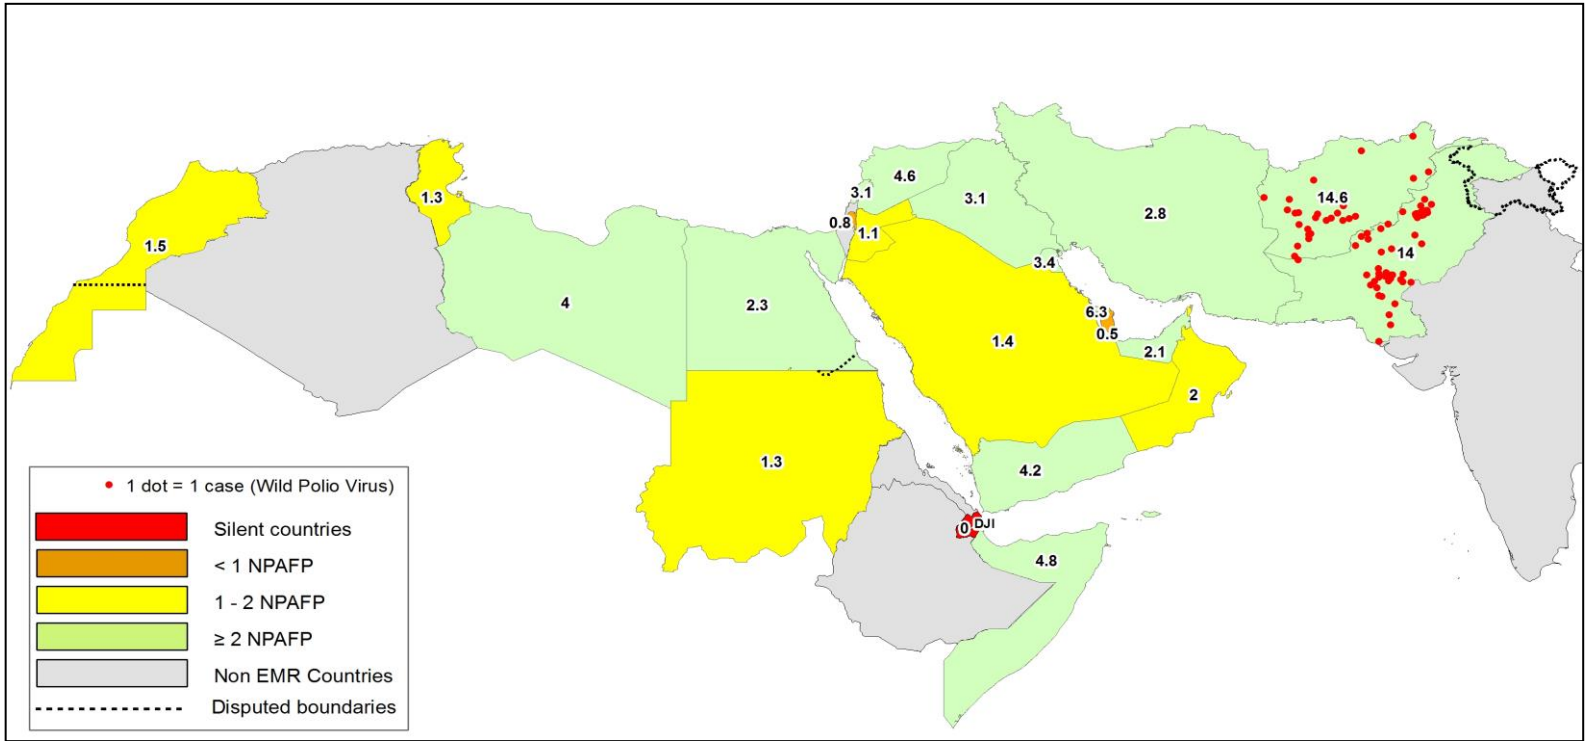 1.3
3.1
4.6
3.1
2.8
14.6
1.5
0.8
1.1
14
3.4
4
2.3
6.3
0.5
1.4
2.1
2
1.3
4.2
0
DJI
4.8
1 dot = 1 case (Wild Polio Virus)
Silent countries
< 1 NPAFP
1 - 2 NPAFP
≥ 2 NPAFP
Non EMR Countries
Disputed boundaries